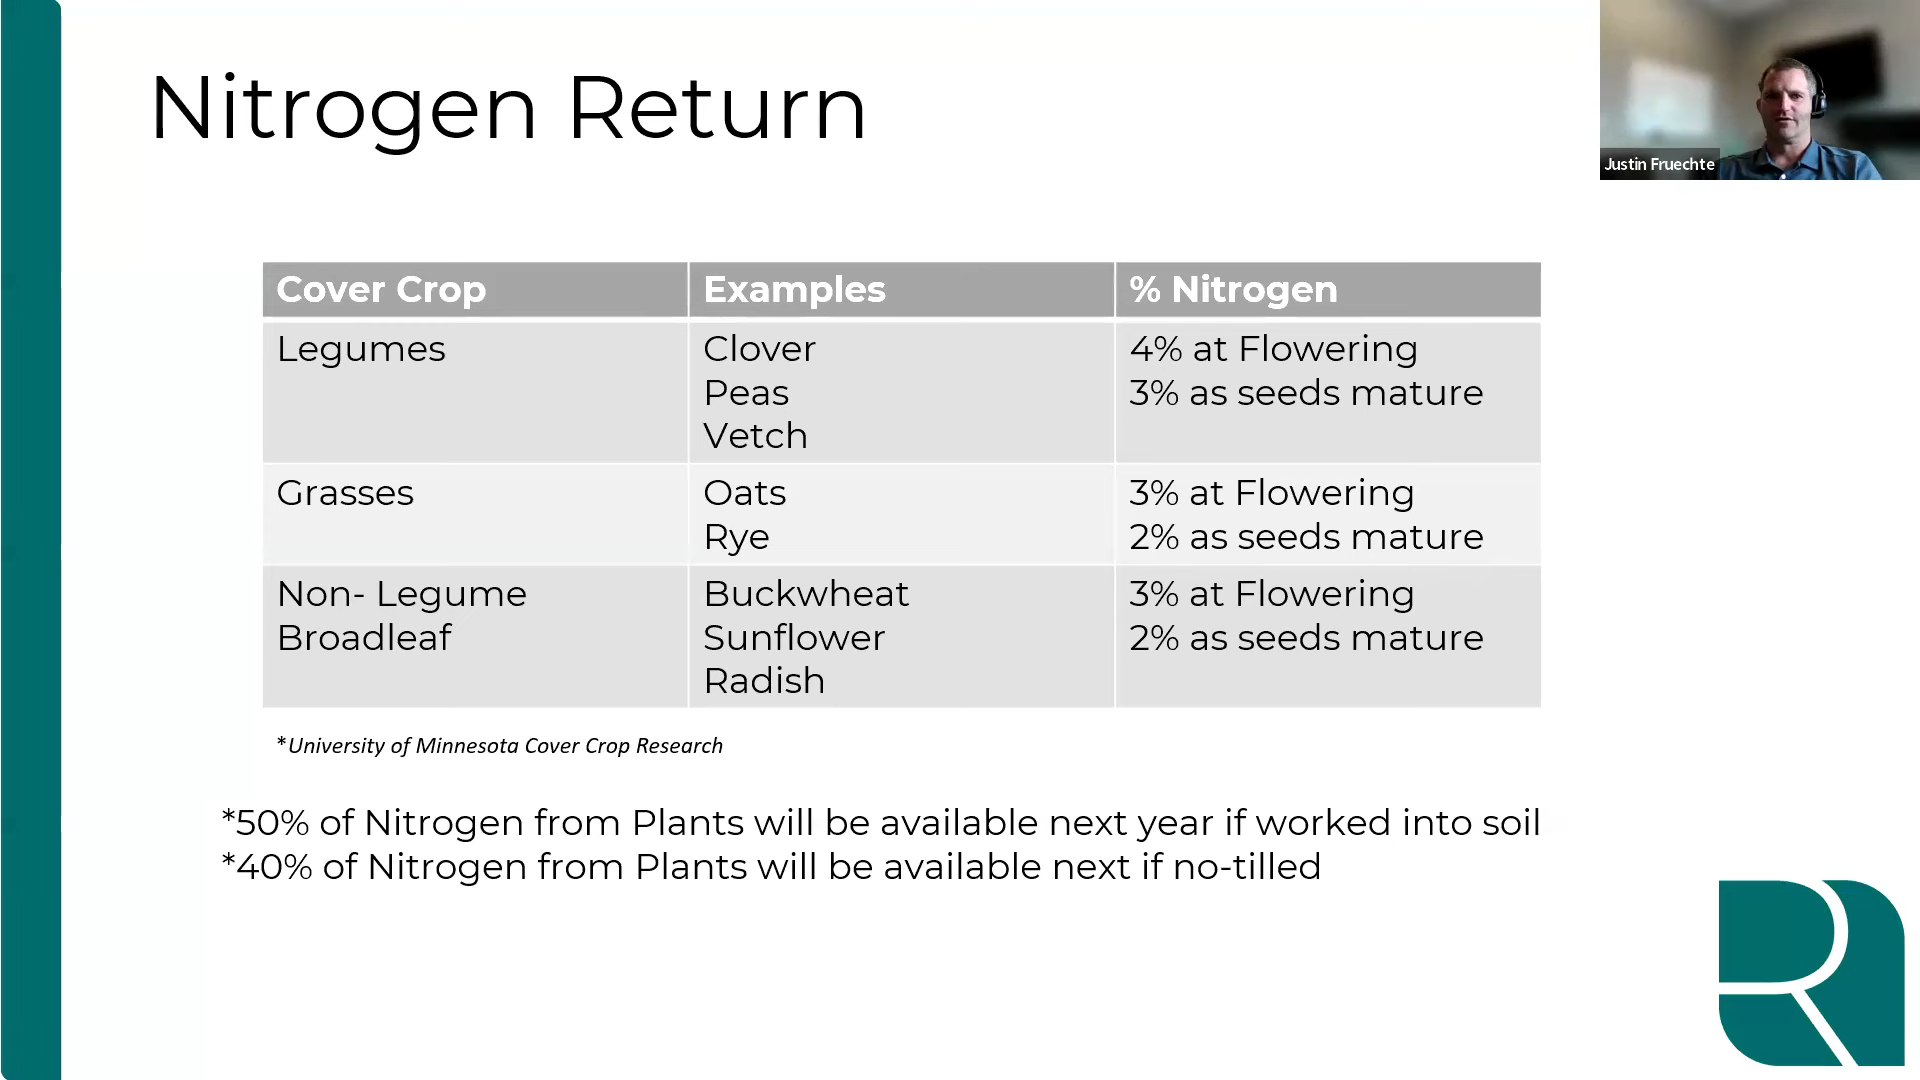 Nitrogen Return
Justin Fruechte
Cover Crop
Examples
% Nitrogen
Legumes
Clover
Peas
Vetch
4% at Flowering
3% as seeds mature
Grasses
Oats
Rye
3% at Flowering
2% as seeds mature
Non- Legume
Broadleaf
Buckwheat
Sunflower
Radish
3% at Flowering
2% as seeds mature
*University of Minnesota Cover Crop Research
*50% of Nitrogen from Plants will be available next year if worked into soil
*40% of Nitrogen from Plants will be available next if no-tilled